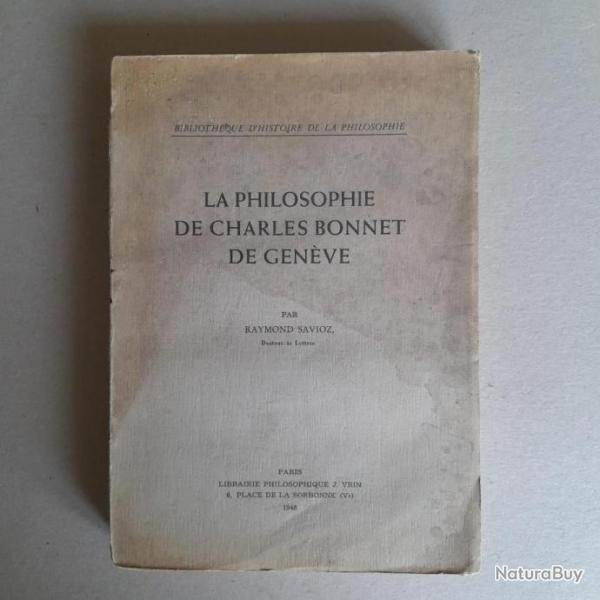 BIBLIOTHÈQUE D'HISTOIRE DE LA PHILOSOPHIE
LA PHILOSOPHIE
DE CHARLES BONNET
DE GENÈVE
PAR
RAYMOND SAVIOZ,
Docteur ès Lettres
PARIS
LIBRAIRIE PHILOSOPHIQUE J. VRIN
6, PLACE DE LA SORBONNE (Vᵉ)
1948
NaturaBuy